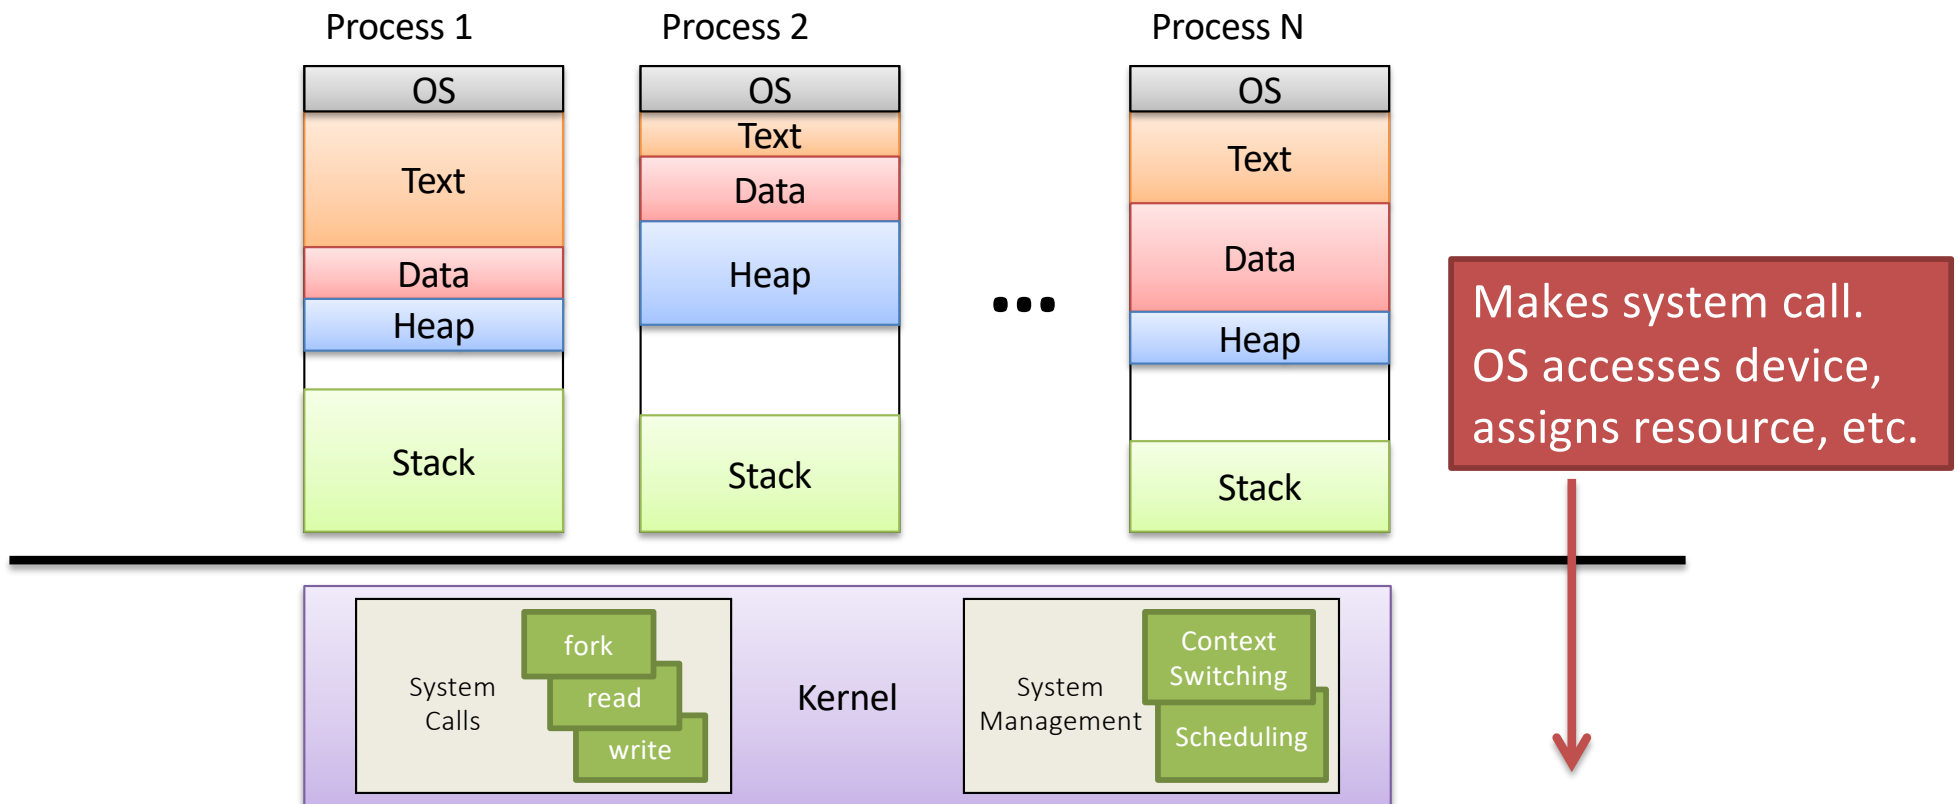 Process 1
OS
Text
Data
Heap
Stack
Process 2
OS
Text
Data
Heap
Stack
...
Process N
OS
Text
Data
Heap
Stack
Makes system call.
OS accesses device,
assigns resource, etc.
System
Calls
fork
read
write
Kernel
System
Management
Context
Switching
Scheduling